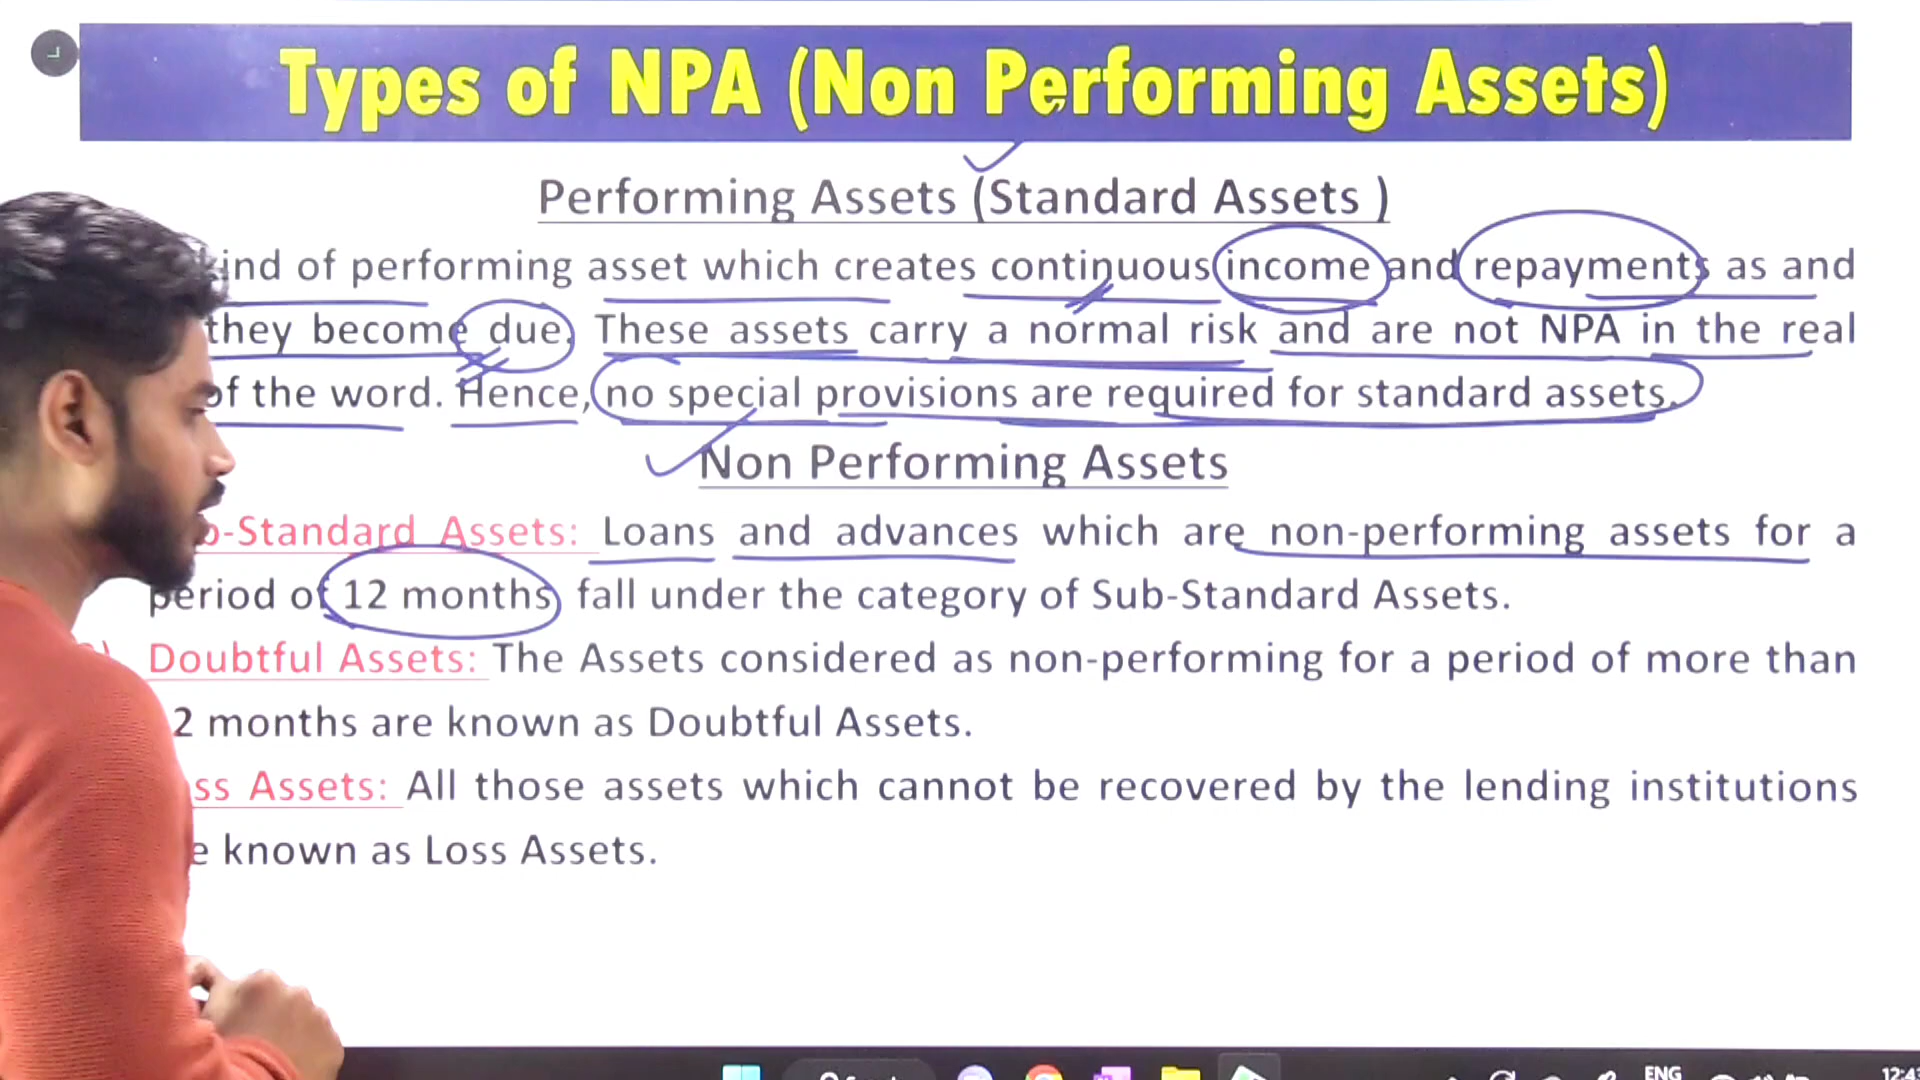 Types of NPA (Non Performing Assets)
Performing Assets (Standard Assets )
kind of performing asset which creates continuous income and repayments as and
they become due. These assets carry a normal risk and are not NPA in the real
of the word. Hence, no special provisions are required for standard assets.
Non Performing Assets
b-Standard Assets: Loans and advances which are non-performing assets for a
period of 12 months fall under the category of Sub-Standard Assets.
Doubtful Assets: The Assets considered as non-performing for a period of more than
2 months are known as Doubtful Assets.
ss Assets: All those assets which cannot be recovered by the lending institutions
e known as Loss Assets.
ENG